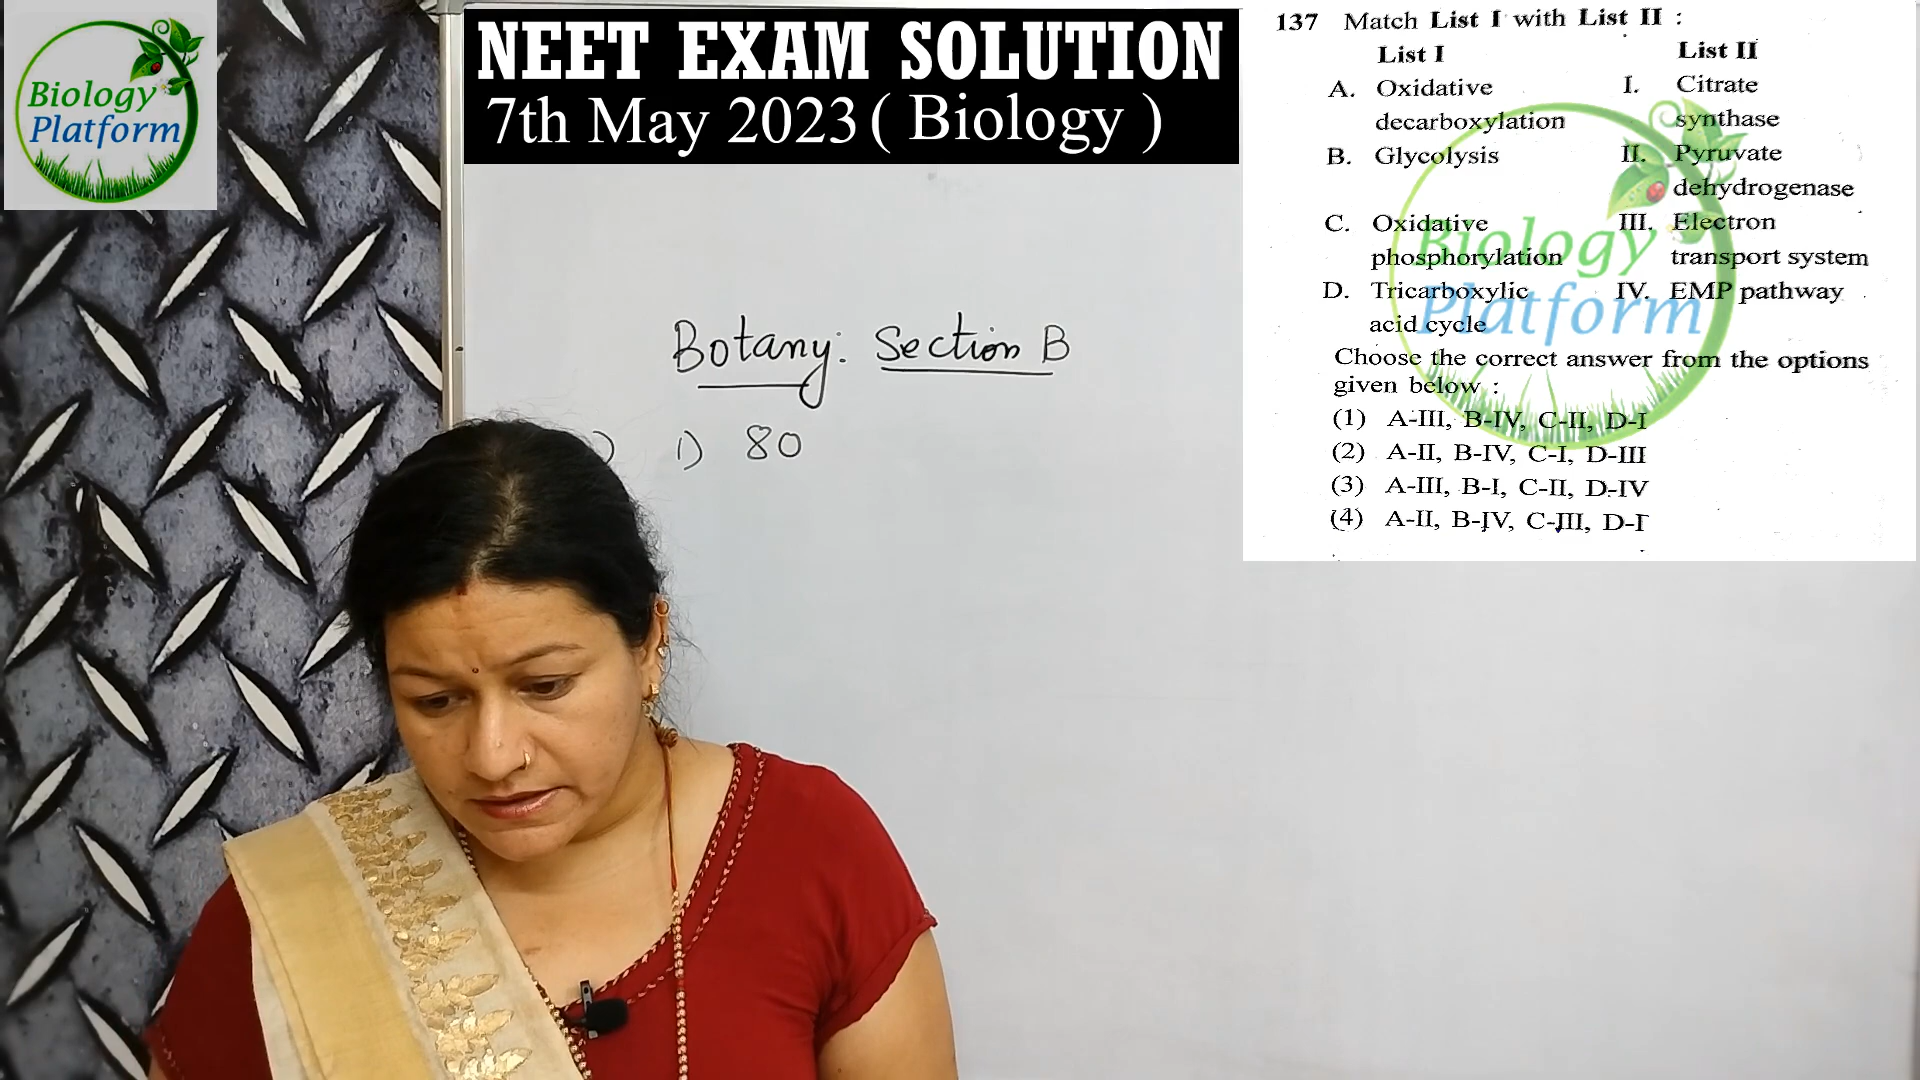 Biology
Platform
NEET EXAM SOLUTION
7th May 2023 ( Biology )
Botany: Section B
) 1) 80
137 Match List I with List II :
List I List II
A. Oxidative I. Citrate
decarboxylation synthase
B. Glycolysis II. Pyruvate
dehydrogenase
C. Oxidative III. Electron
phosphorylation transport system
D. Tricarboxylic IV. EMP pathway
acid cycle
Choose the correct answer from the options
given below :
(1) A-III, B-IV, C-II, D-I
(2) A-II, B-IV, C-I, D-III
(3) A-III, B-I, C-II, D-IV
(4) A-II, B-IV, C-III, D-I
Biology
Platform